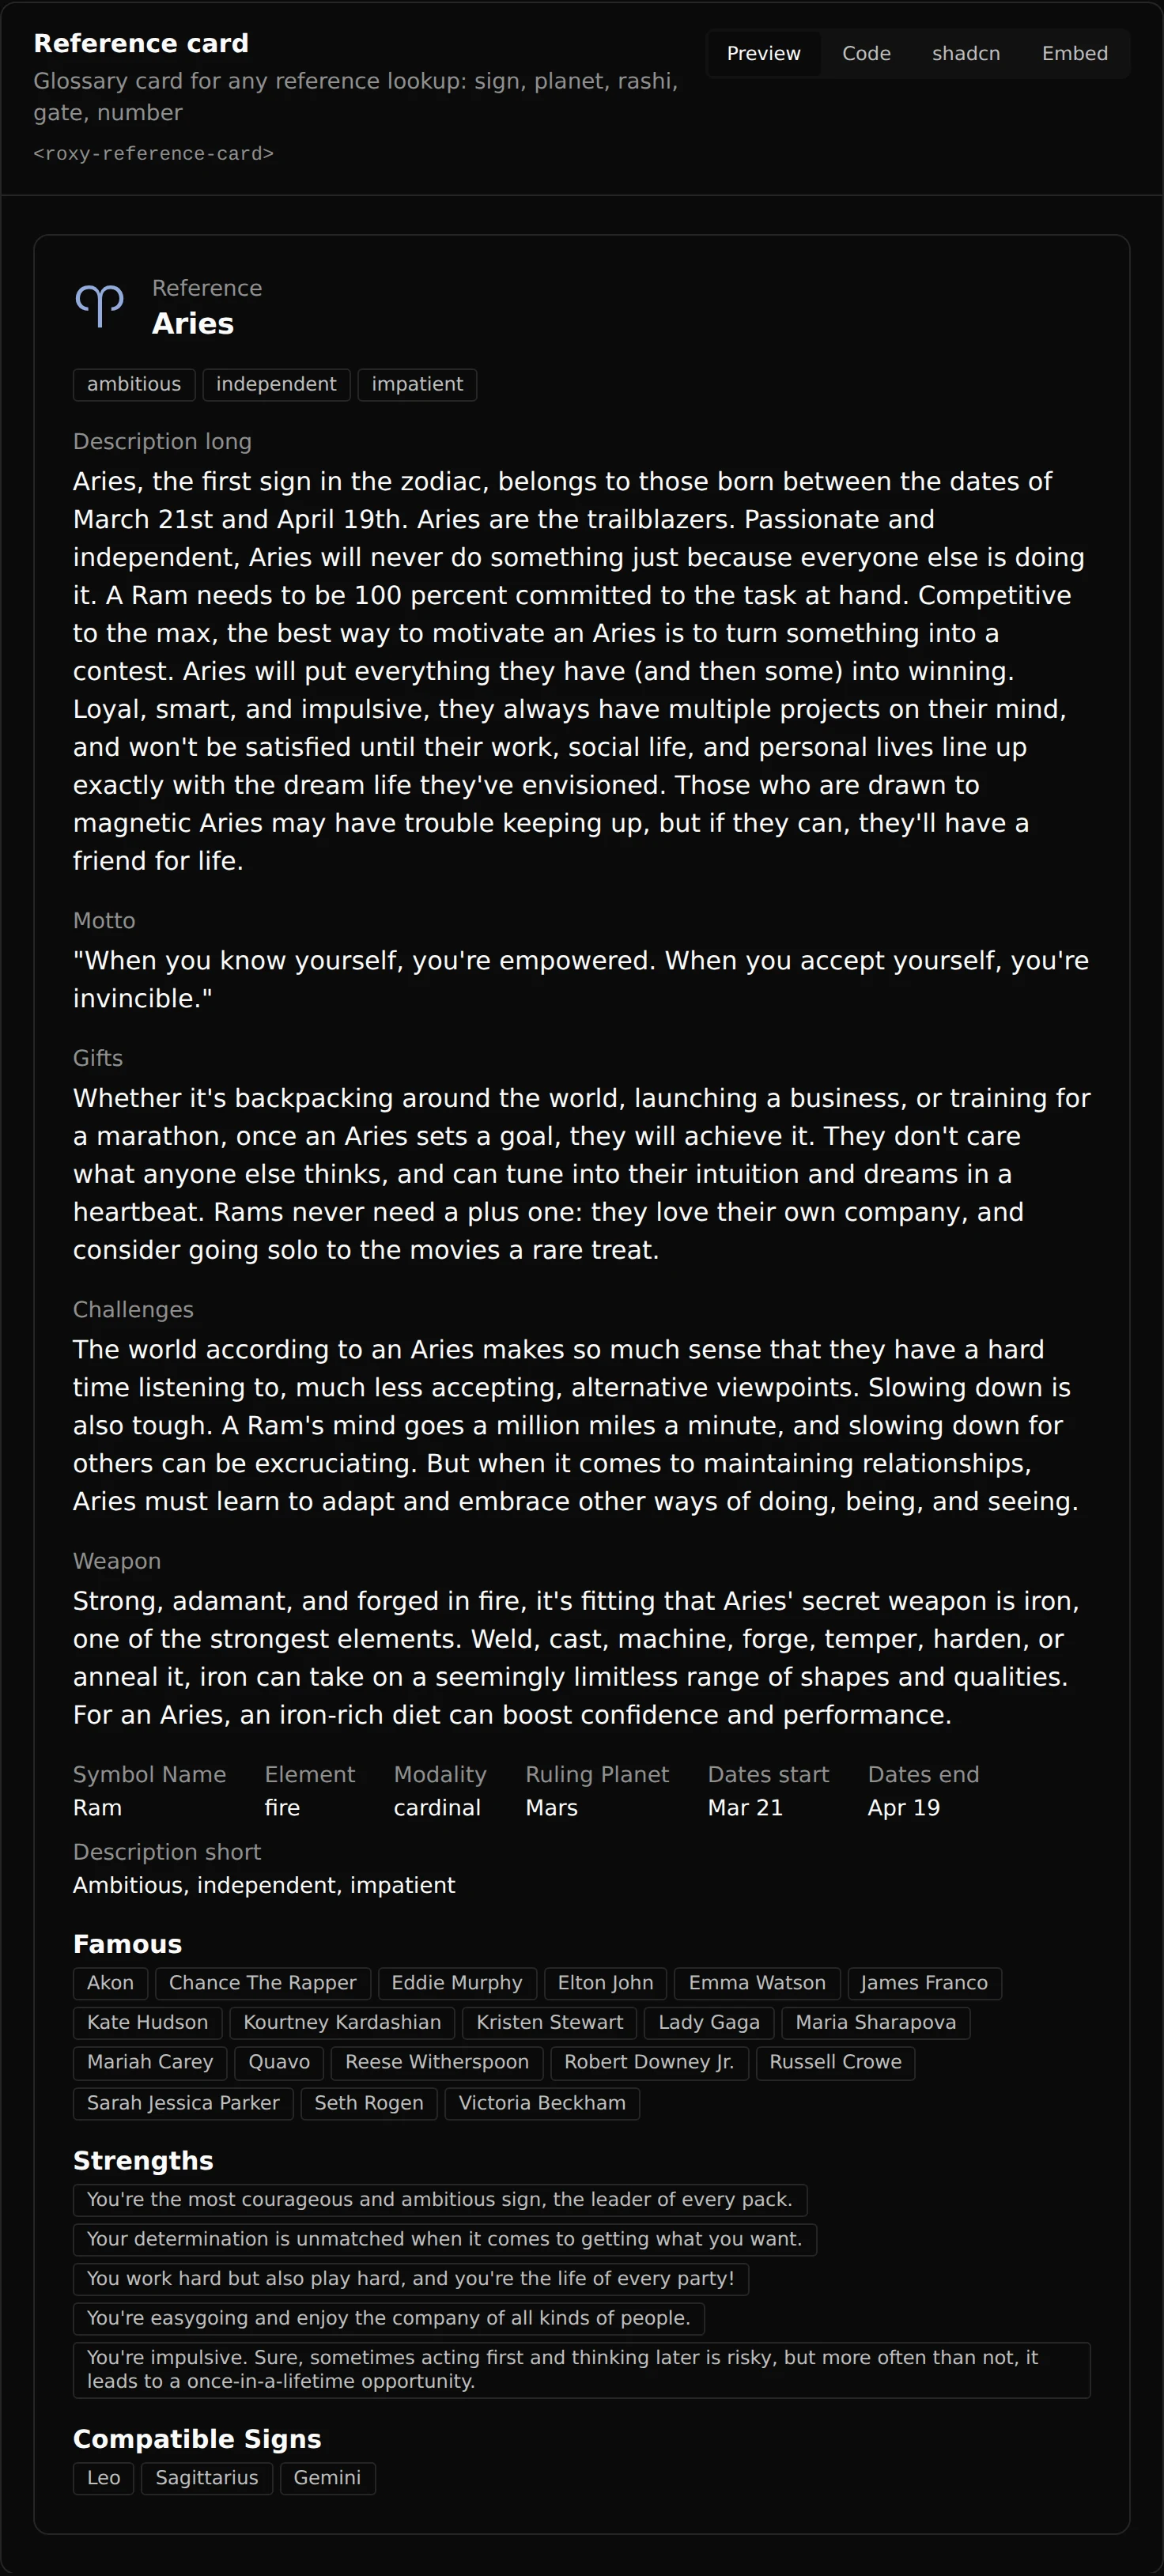 Reference card
Preview Code shadcn Embed
Glossary card for any reference lookup: sign, planet, rashi,
gate, number
<roxy-reference-card>
Reference
Aries
ambitious independent impatient
Description long
Aries, the first sign in the zodiac, belongs to those born between the dates of
March 21st and April 19th. Aries are the trailblazers. Passionate and
independent, Aries will never do something just because everyone else is doing
it. A Ram needs to be 100 percent committed to the task at hand. Competitive
to the max, the best way to motivate an Aries is to turn something into a
contest. Aries will put everything they have (and then some) into winning.
Loyal, smart, and impulsive, they always have multiple projects on their mind,
and won't be satisfied until their work, social life, and personal lives line up
exactly with the dream life they've envisioned. Those who are drawn to
magnetic Aries may have trouble keeping up, but if they can, they'll have a
friend for life.
Motto
"When you know yourself, you're empowered. When you accept yourself, you're
invincible."
Gifts
Whether it's backpacking around the world, launching a business, or training for
a marathon, once an Aries sets a goal, they will achieve it. They don't care
what anyone else thinks, and can tune into their intuition and dreams in a
heartbeat. Rams never need a plus one: they love their own company, and
consider going solo to the movies a rare treat.
Challenges
The world according to an Aries makes so much sense that they have a hard
time listening to, much less accepting, alternative viewpoints. Slowing down is
also tough. A Ram's mind goes a million miles a minute, and slowing down for
others can be excruciating. But when it comes to maintaining relationships,
Aries must learn to adapt and embrace other ways of doing, being, and seeing.
Weapon
Strong, adamant, and forged in fire, it's fitting that Aries' secret weapon is iron,
one of the strongest elements. Weld, cast, machine, forge, temper, harden, or
anneal it, iron can take on a seemingly limitless range of shapes and qualities.
For an Aries, an iron-rich diet can boost confidence and performance.
Symbol Name Element Modality Ruling Planet Dates start Dates end
Ram fire cardinal Mars Mar 21 Apr 19
Description short
Ambitious, independent, impatient
Famous
Akon Chance The Rapper Eddie Murphy Elton John Emma Watson James Franco
Kate Hudson Kourtney Kardashian Kristen Stewart Lady Gaga Maria Sharapova
Mariah Carey Quavo Reese Witherspoon Robert Downey Jr. Russell Crowe
Sarah Jessica Parker Seth Rogen Victoria Beckham
Strengths
You're the most courageous and ambitious sign, the leader of every pack.
Your determination is unmatched when it comes to getting what you want.
You work hard but also play hard, and you're the life of every party!
You're easygoing and enjoy the company of all kinds of people.
You're impulsive. Sure, sometimes acting first and thinking later is risky, but more often than not, it
leads to a once-in-a-lifetime opportunity.
Compatible Signs
Leo Sagittarius Gemini